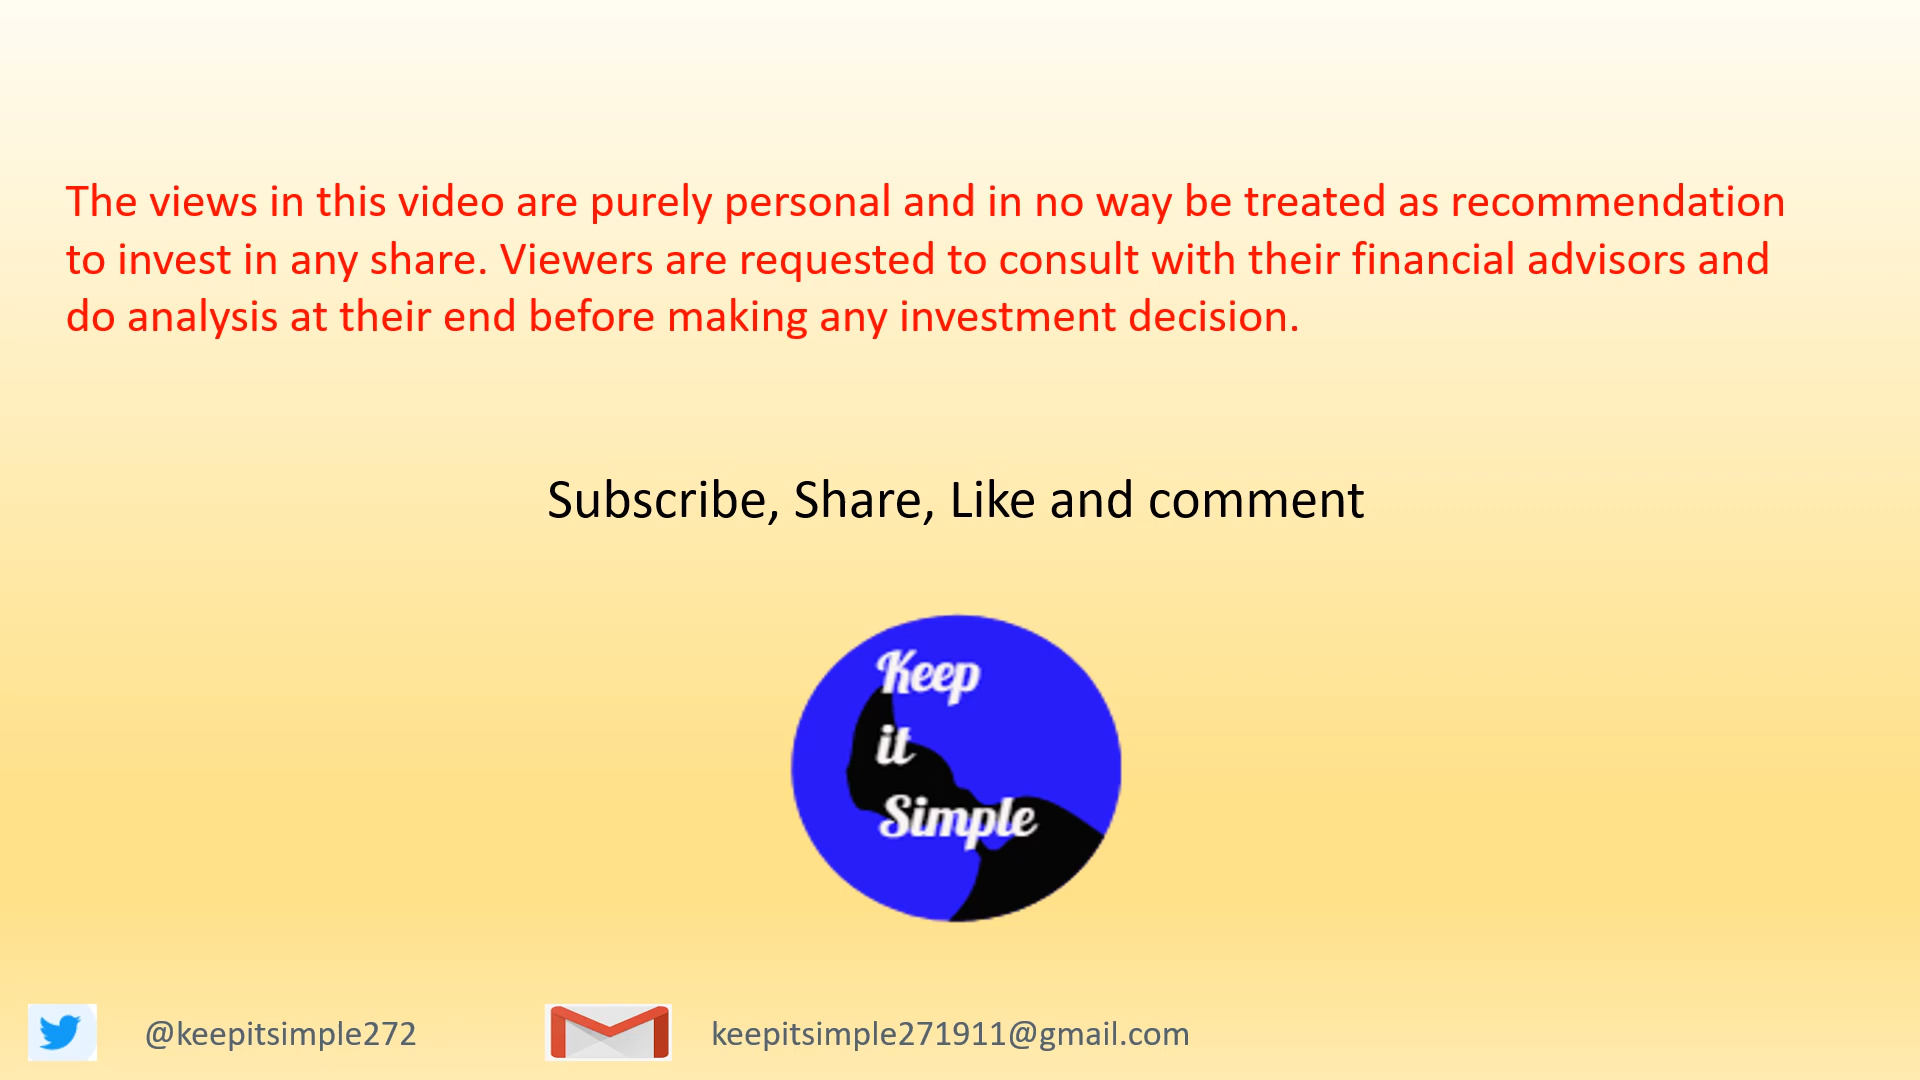 The views in this video are purely personal and in no way be treated as recommendation
to invest in any share. Viewers are requested to consult with their financial advisors and
do analysis at their end before making any investment decision.
Subscribe, Share, Like and comment
Keep
it
Simple
@keepitsimple272
keepitsimple271911@gmail.com